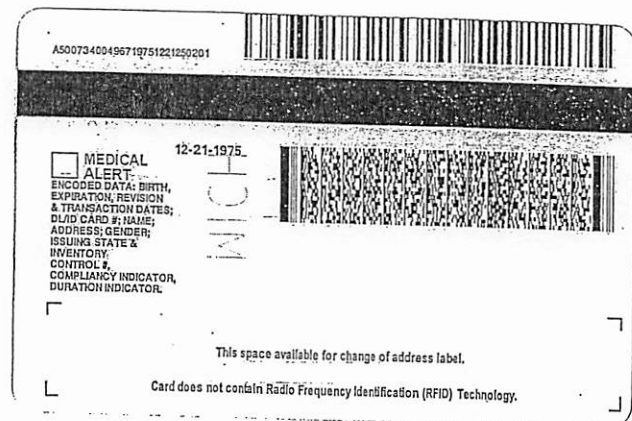 A500734004967197512212502​01
12-21-1975
MEDICAL
ALERT
ENCODED DATA: BIRTH,
EXPIRATION, REVISION
& TRANSACTION DATES;
DL/ID CARD #; NAME;
ADDRESS; GENDER;
ISSUING STATE &
INVENTORY
CONTROL #,
COMPLIANCY INDICATOR,
DURATION INDICATOR.
MICH
This space available for change of address label.
Card does not contain Radio Frequency Identification (RFID) Technology.